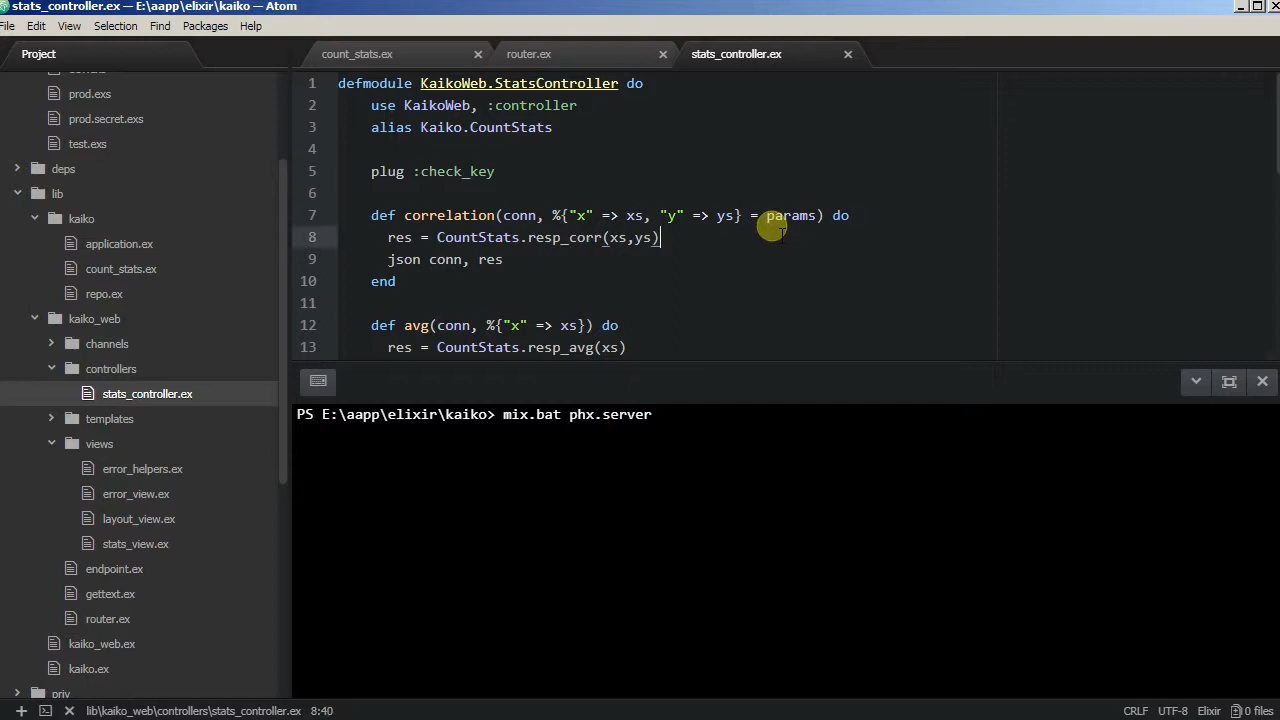 stats_controller.ex — E:\aapp\elixir\kaiko — Atom
File Edit View Selection Find Packages Help
Project
prod.exs
prod.secret.exs
test.exs
deps
lib
kaiko
application.ex
count_stats.ex
repo.ex
kaiko_web
channels
controllers
stats_controller.ex
templates
views
error_helpers.ex
error_view.ex
layout_view.ex
stats_view.ex
endpoint.ex
gettext.ex
router.ex
kaiko_web.ex
kaiko.ex
priv
count_stats.ex router.ex stats_controller.ex
1 defmodule KaikoWeb.StatsController do
2 use KaikoWeb, :controller
3 alias Kaiko.CountStats
4
5 plug :check_key
6
7 def correlation(conn, %{"x" => xs, "y" => ys} = params) do
8 res = CountStats.resp_corr(xs,ys)
9 json conn, res
10 end
11
12 def avg(conn, %{"x" => xs}) do
13 res = CountStats.resp_avg(xs)
PS E:\aapp\elixir\kaiko> mix.bat phx.server
lib\kaiko_web\controllers\stats_controller.ex 8:40 CRLF UTF-8 Elixir 0 files